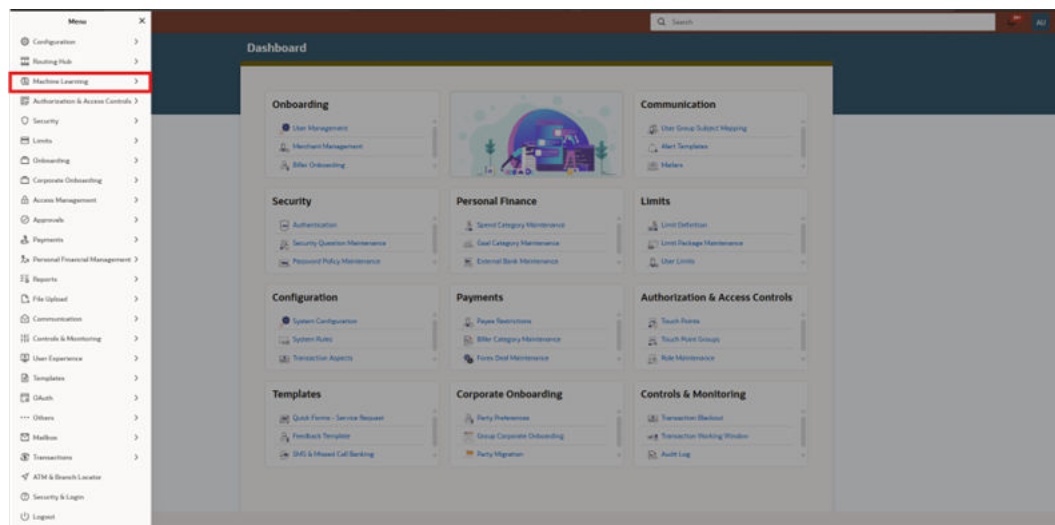 Menu
Configuration
Routing Hub
Machine Learning
Authorization & Access Controls
Security
Limits
Onboarding
Corporate Onboarding
Access Management
Approvals
Payments
Personal Financial Management
Reports
File Upload
Communication
Controls & Monitoring
User Experience
Templates
OAuth
Others
Mailbox
Transactions
ATM & Branch Locator
Security & Login
Logout
Search
AU
Dashboard
Onboarding
User Management
Merchant Management
Biller Onboarding
Communication
User Group Subject Mapping
Alert Templates
Mailers
Security
Authentication
Security Question Maintenance
Password Policy Maintenance
Personal Finance
Spend Category Maintenance
Goal Category Maintenance
External Bank Maintenance
Limits
Limit Definition
Limit Package Maintenance
User Limits
Configuration
System Configuration
System Rules
Transaction Aspects
Payments
Payee Restrictions
Biller Category Maintenance
Forex Deal Maintenance
Authorization & Access Controls
Touch Points
Touch Point Groups
Role Maintenance
Templates
Quick Forms - Service Request
Feedback Template
SMS & Missed Call Banking
Corporate Onboarding
Party Preferences
Group Corporate Onboarding
Party Migration
Controls & Monitoring
Transaction Blackout
Transaction Working Window
Audit Log